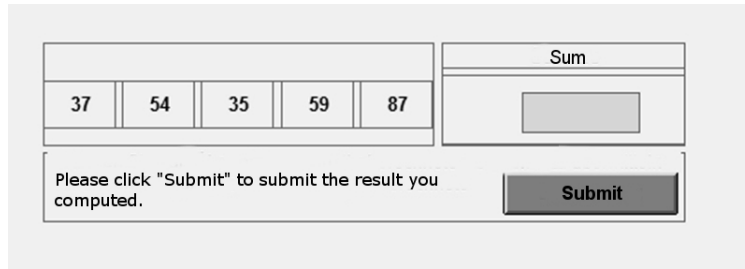 Sum
37 54 35 59 87
Please click "Submit" to submit the result you
computed.
Submit